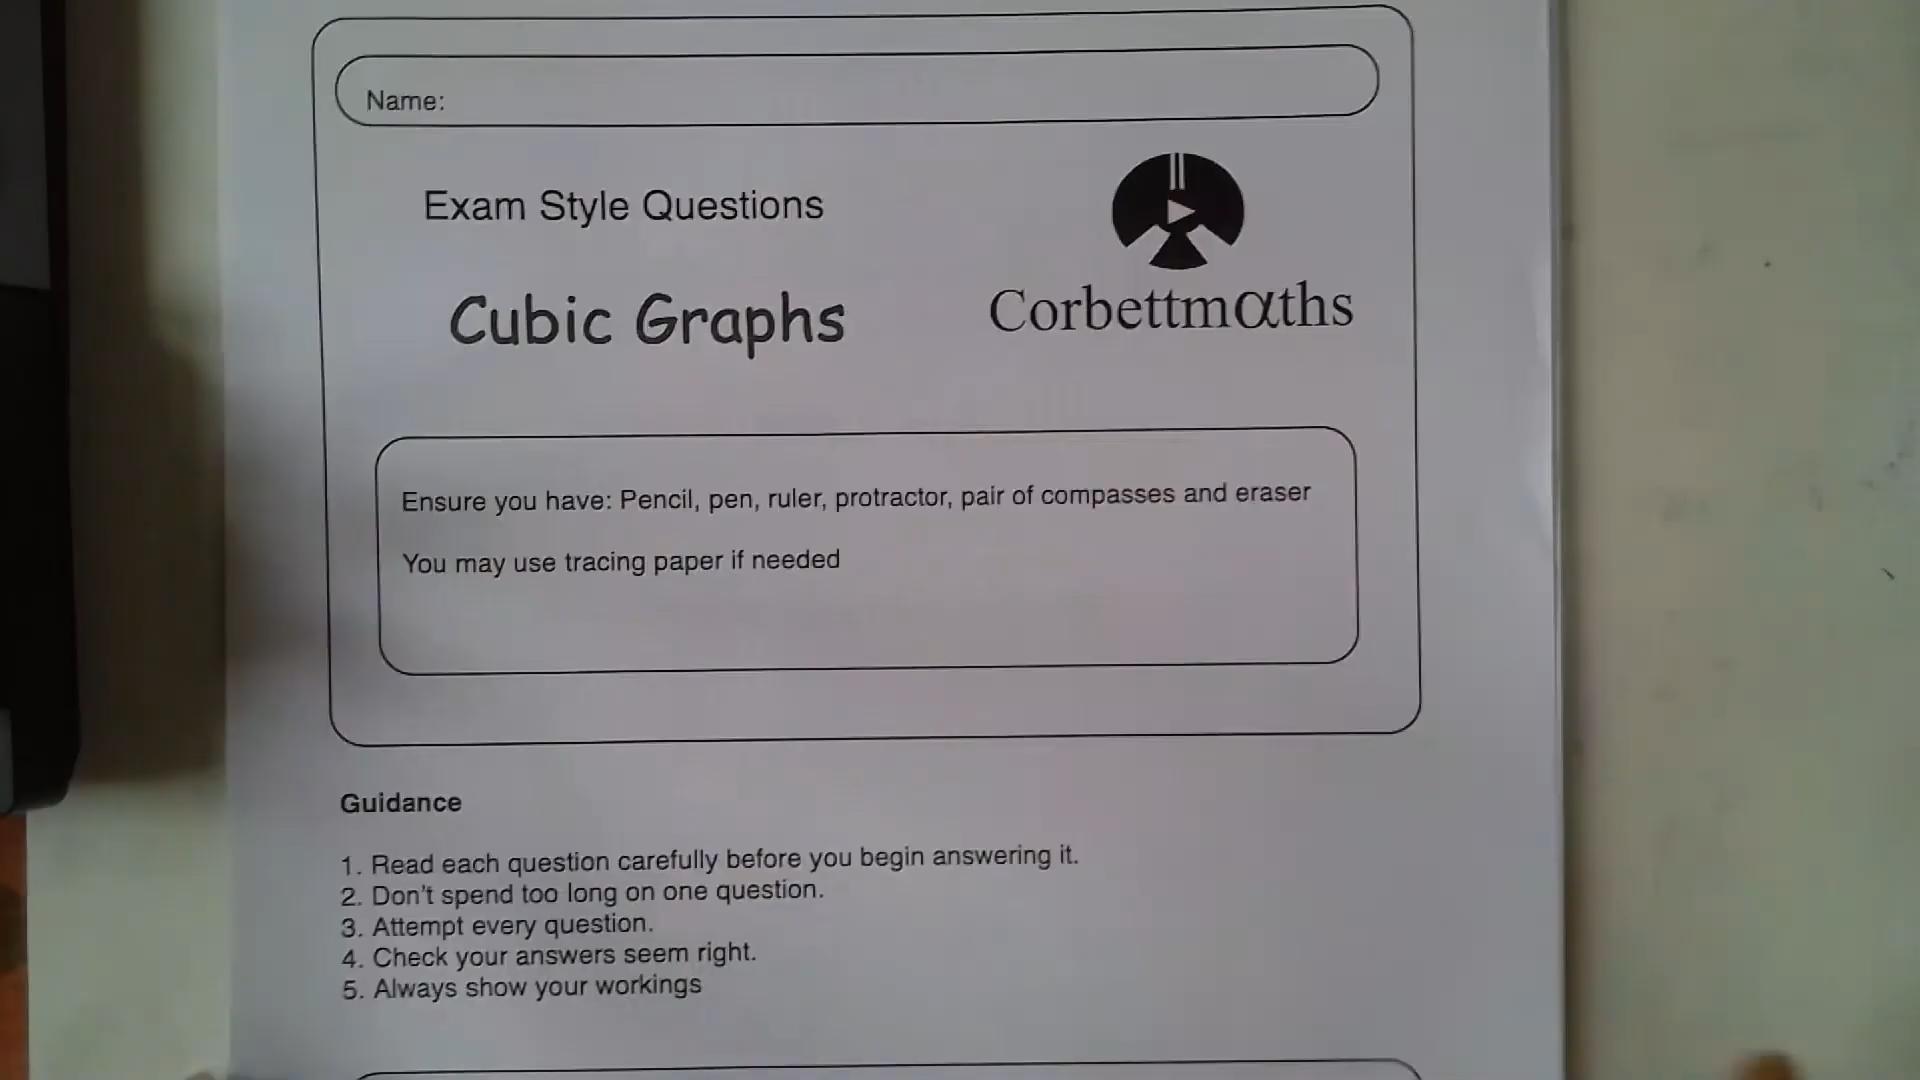 Name:
Exam Style Questions
Cubic Graphs
Corbettmαths
Ensure you have: Pencil, pen, ruler, protractor, pair of compasses and eraser
You may use tracing paper if needed
Guidance
1. Read each question carefully before you begin answering it.
2. Don't spend too long on one question.
3. Attempt every question.
4. Check your answers seem right.
5. Always show your workings